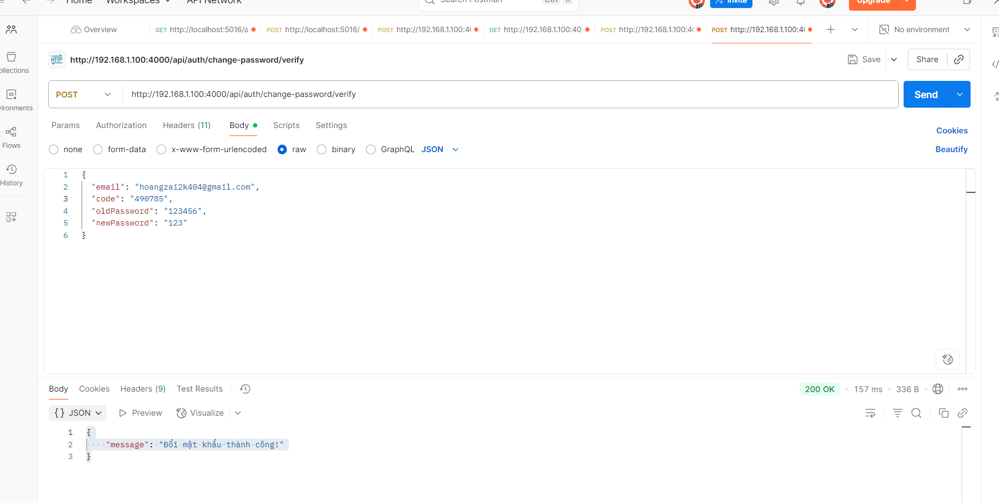 Home Workspaces API Network Search Postman Ctrl K Invite Upgrade
Overview GET http://localhost:5016/a POST http://localhost:5016/ POST http://192.168.1.100:4( GET http://192.168.1.100:40 POST http://192.168.1.100:4( POST http://192.168.1.100:4( No environment
HTTP http://192.168.1.100:4000/api/auth/change-password/verify Save Share
ollections
POST http://192.168.1.100:4000/api/auth/change-password/verify Send
vironments
Params Authorization Headers (11) Body Scripts Settings Cookies
Flows
none form-data x-www-form-urlencoded raw binary GraphQL JSON Beautify
History
1 {
2 "email": "hoangzai2k404@gmail.com",
3 "code": "490785",
4 "oldPassword": "123456",
5 "newPassword": "123"
6 }
Body Cookies Headers (9) Test Results 200 OK • 157 ms • 336 B •
{} JSON Preview Visualize
1 {
2 "message": "Đổi mật khẩu thành công!"
3 }